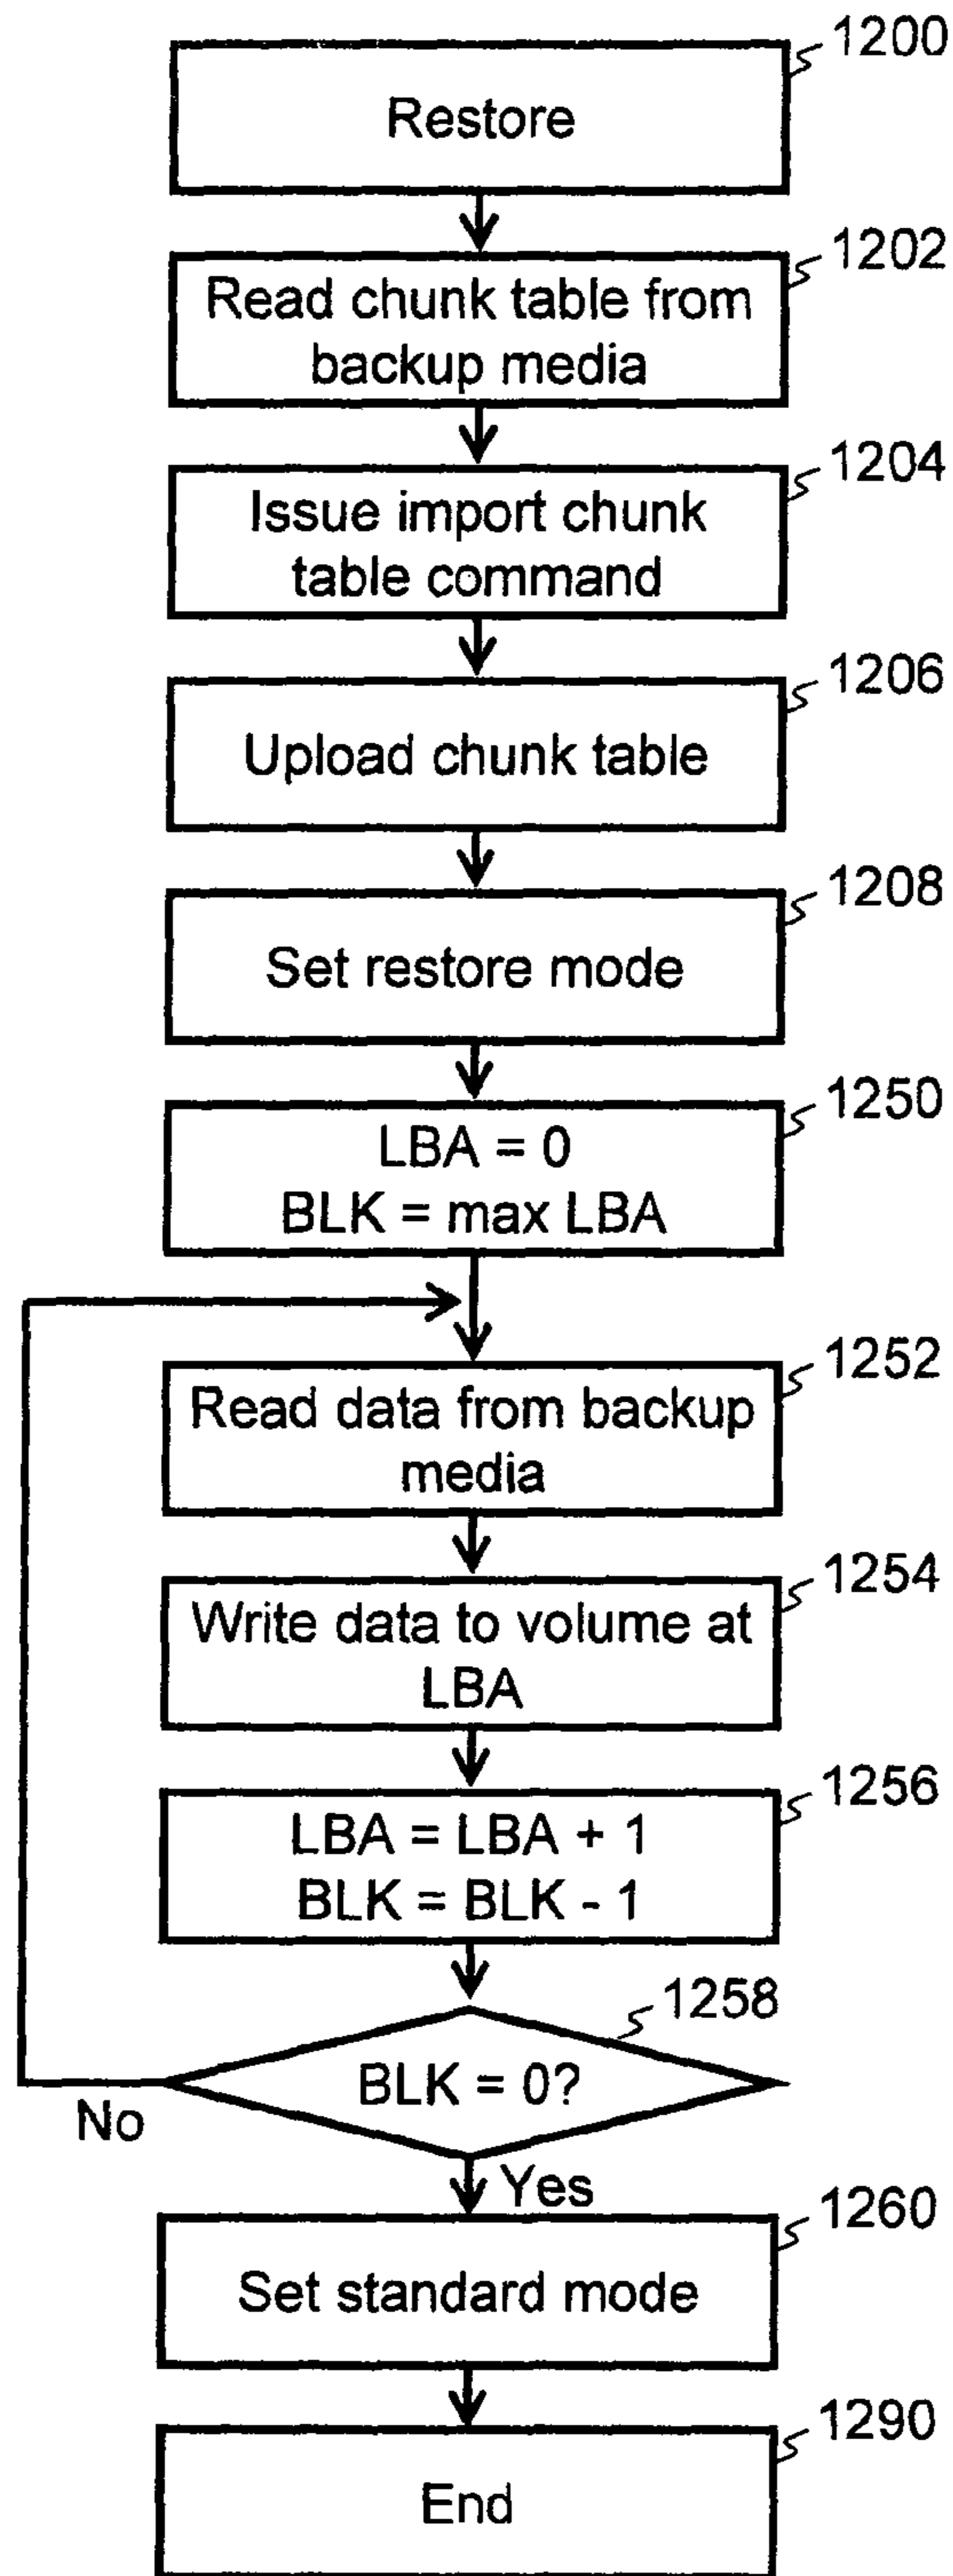 1200
Restore
1202
Read chunk table from
backup media
1204
Issue import chunk
table command
1206
Upload chunk table
1208
Set restore mode
1250
LBA = 0
BLK = max LBA
1252
Read data from backup
media
1254
Write data to volume at
LBA
1256
LBA = LBA + 1
BLK = BLK - 1
1258
BLK = 0?
No
Yes
1260
Set standard mode
1290
End